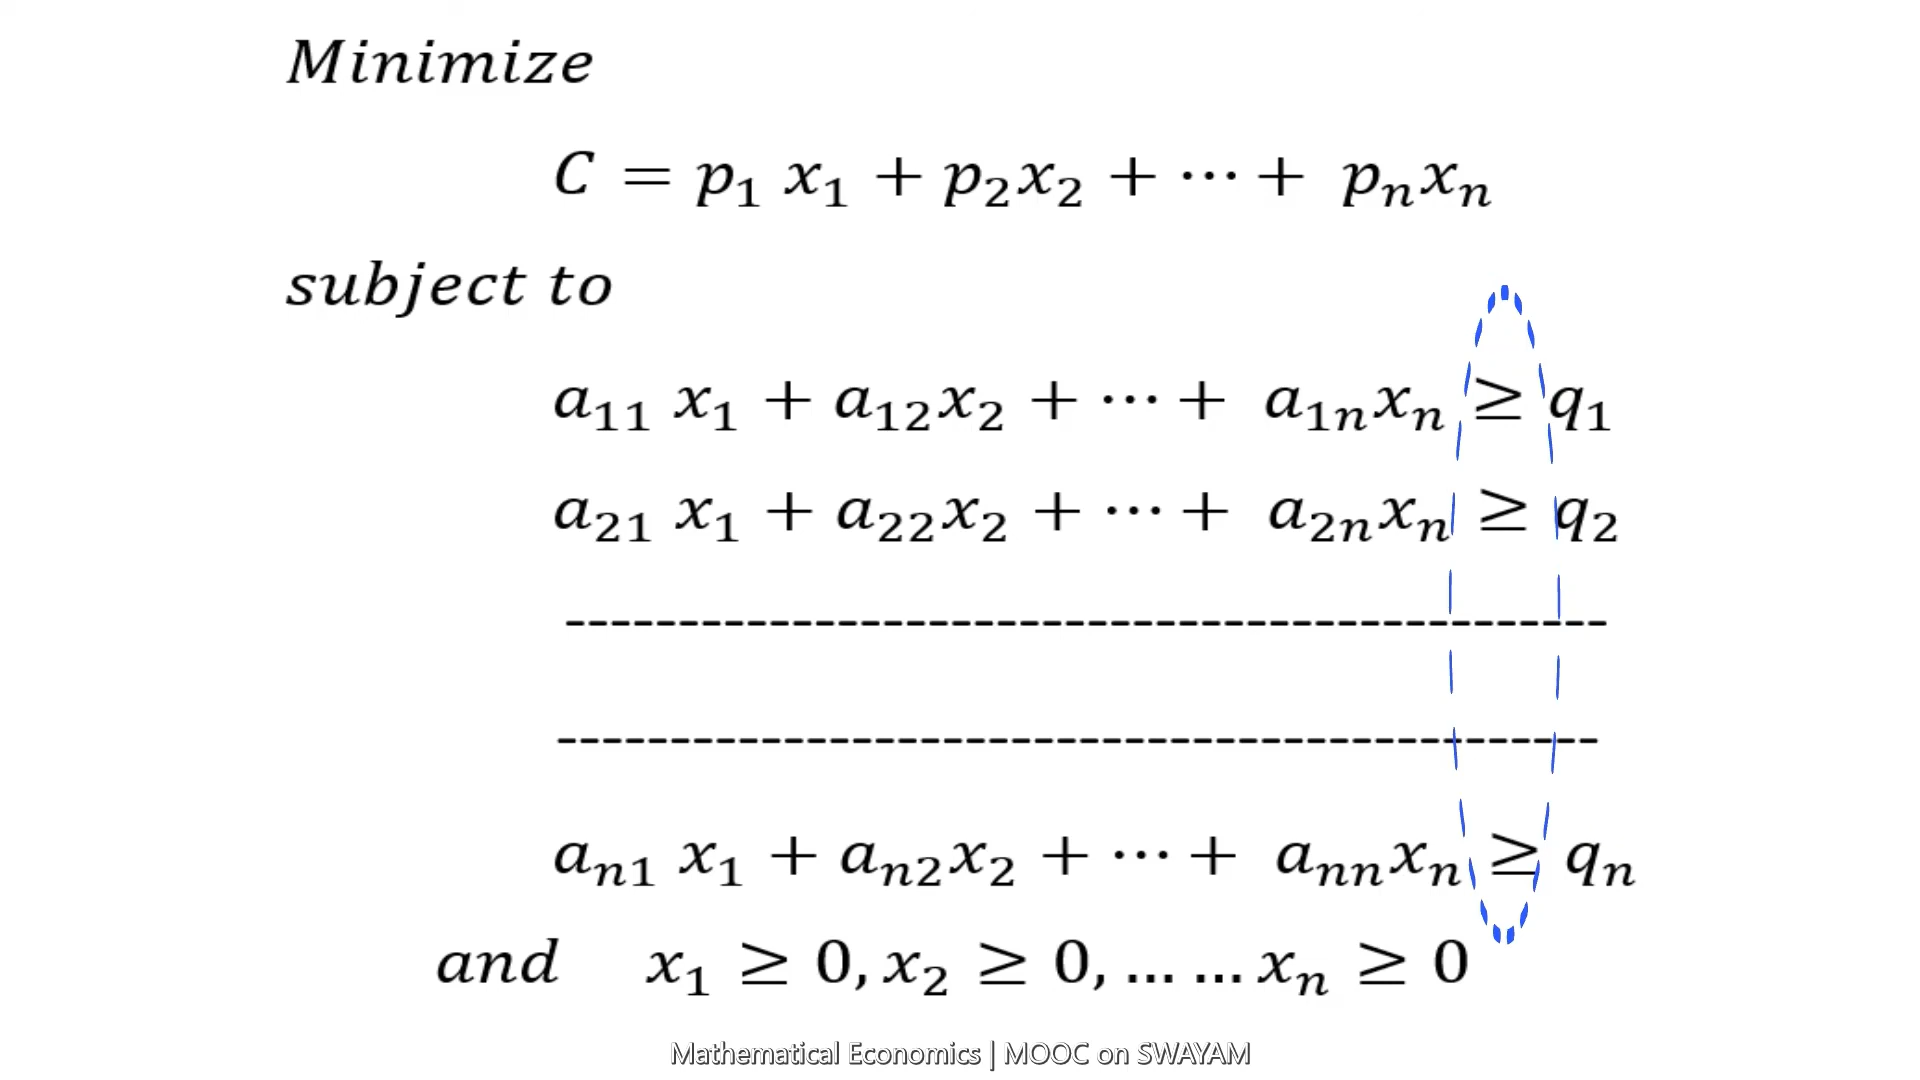 Minimize
C = p₁ x₁ + p₂x₂ + ⋯ + pₙxₙ
subject to
a₁₁ x₁ + a₁₂x₂ + ⋯ + a₁ₙxₙ ≥ q₁
a₂₁ x₁ + a₂₂x₂ + ⋯ + a₂ₙxₙ ≥ q₂
----------------------------------------------
----------------------------------------------
aₙ₁ x₁ + aₙ₂x₂ + ⋯ + aₙₙxₙ ≥ qₙ
and x₁ ≥ 0, x₂ ≥ 0, … … xₙ ≥ 0
Mathematical Economics | MOOC on SWAYAM